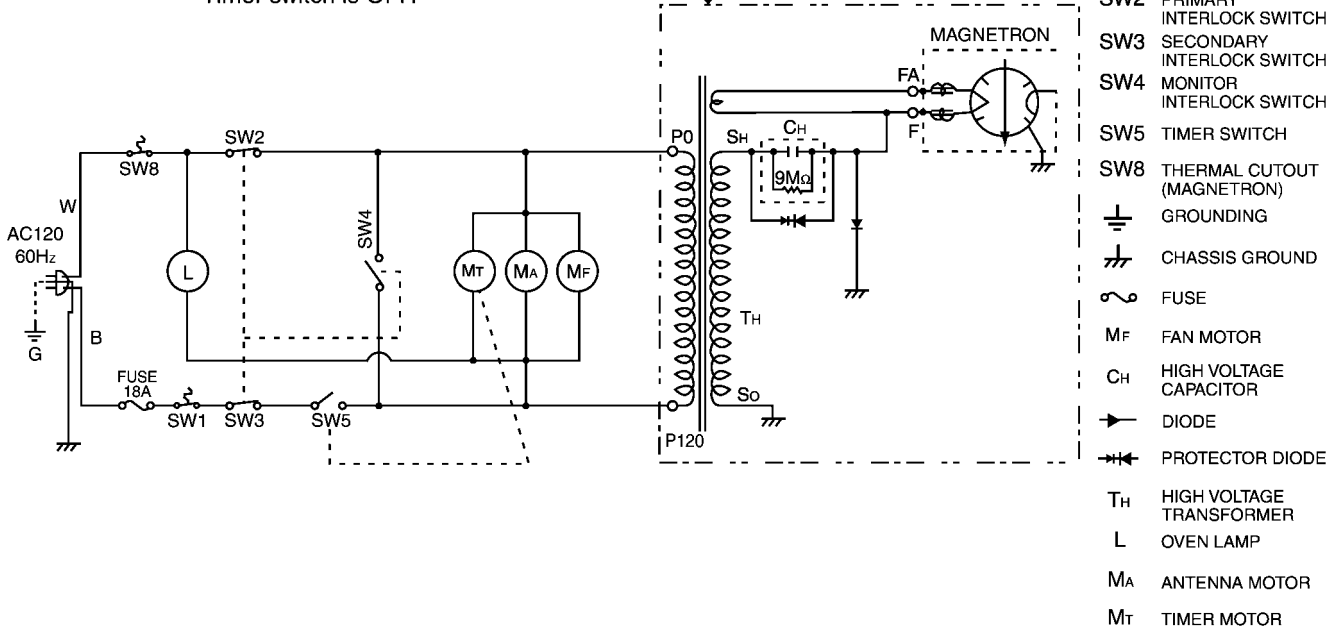 Timer switch is OFF.
MAGNETRON
FA
F
SW8
SW2
W
AC120
60Hz
G
B
L
SW4
MT
MA
MF
FUSE
18A
SW1
SW3
SW5
P0
P120
SH
CH
9MΩ
TH
SO
SW2 PRIMARY
INTERLOCK SWITCH
SW3 SECONDARY
INTERLOCK SWITCH
SW4 MONITOR
INTERLOCK SWITCH
SW5 TIMER SWITCH
SW8 THERMAL CUTOUT
(MAGNETRON)
GROUNDING
CHASSIS GROUND
FUSE
MF FAN MOTOR
CH HIGH VOLTAGE
CAPACITOR
DIODE
PROTECTOR DIODE
TH HIGH VOLTAGE
TRANSFORMER
L OVEN LAMP
MA ANTENNA MOTOR
MT TIMER MOTOR